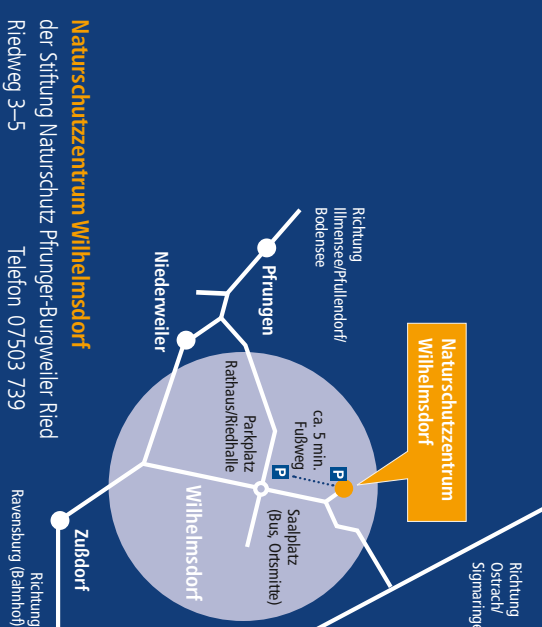 Richtung
Ostrach/
Sigmaringe
Naturschutzzentrum
Wilhelmsdorf
Richtung
Illmensee/Pfullendorf/
Bodensee
ca. 5 min.
Fußweg
P
P
Pfrungen
Saalplatz
(Bus, Ortsmitte)
Parkplatz
Rathaus/Riedhalle
Wilhelmsdorf
Niederweiler
Zußdorf
Richtung
Ravensburg (Bahnhof)
Naturschutzzentrum Wilhelmsdorf
der Stiftung Naturschutz Pfrunger-Burgweiler Ried
Riedweg 3–5 Telefon 07503 739